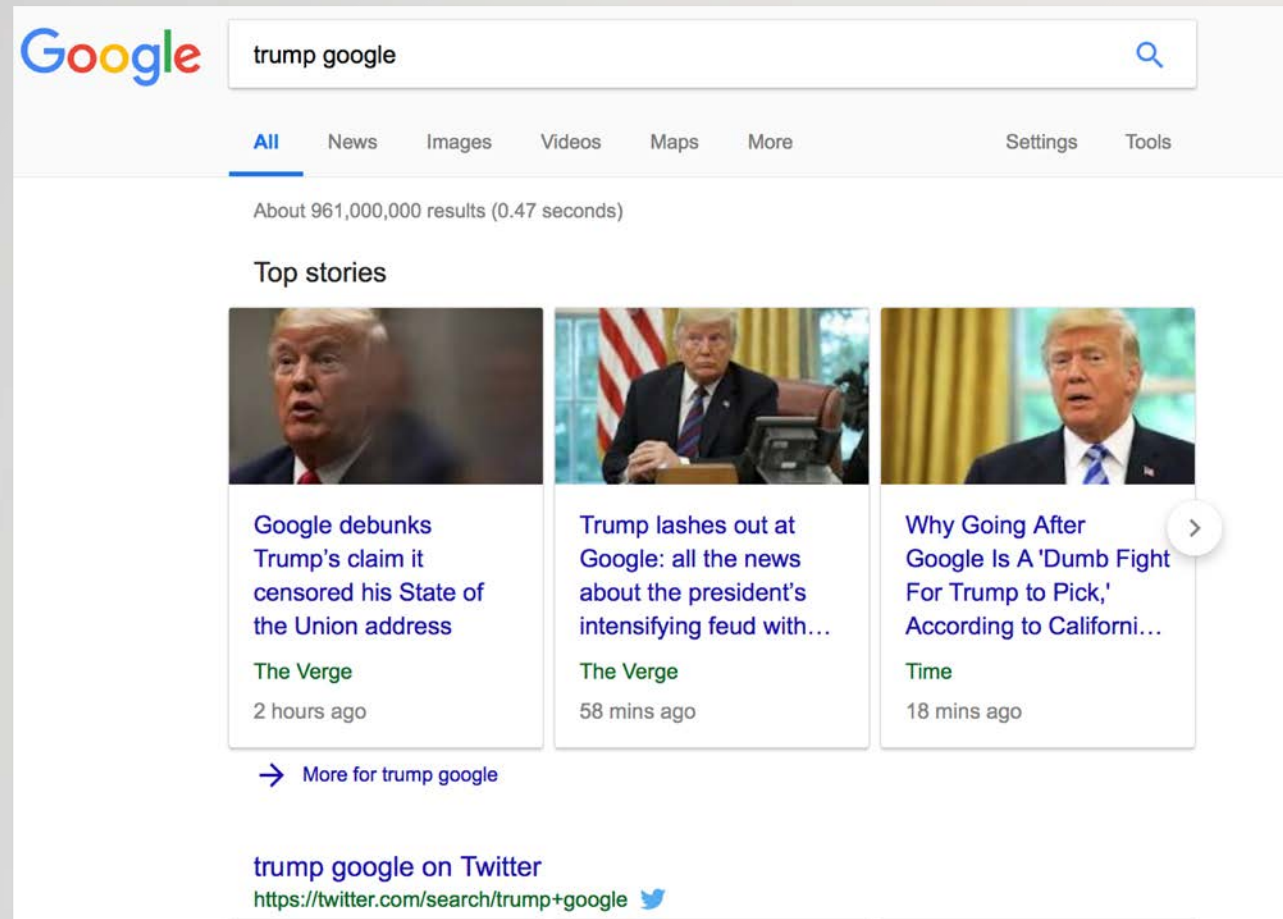 Google
trump google
All News Images Videos Maps More Settings Tools
About 961,000,000 results (0.47 seconds)
Top stories
Google debunks
Trump's claim it
censored his State of
the Union address
The Verge
2 hours ago
Trump lashes out at
Google: all the news
about the president's
intensifying feud with...
The Verge
58 mins ago
Why Going After
Google Is A 'Dumb Fight
For Trump to Pick,'
According to Californi...
Time
18 mins ago
More for trump google
trump google on Twitter
https://twitter.com/search/trump+google